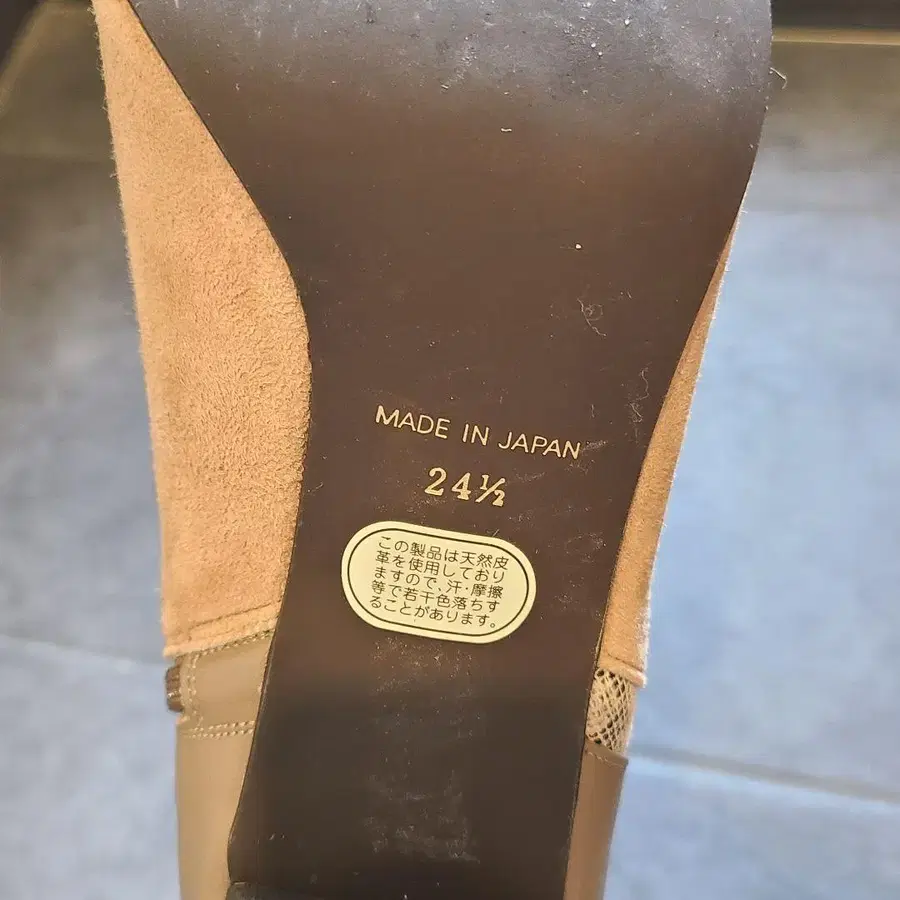 MADE IN JAPAN
24½
この製品は天然皮
革を使用しており
ますので、汗・摩擦
等で若干色落ちす
ることがあります。